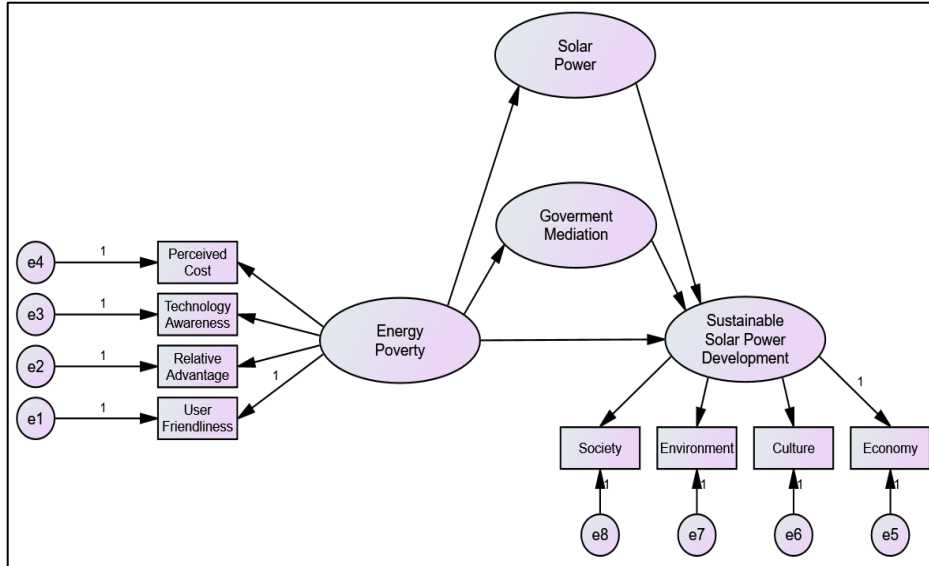 Solar
Power
Goverment
Mediation
e4
1
Perceived
Cost
e3
1
Technology
Awareness
e2
1
Relative
Advantage
e1
1
User
Friendliness
1
Energy
Poverty
Sustainable
Solar Power
Development
1
Society
Environment
Culture
Economy
1
1
1
1
e8
e7
e6
e5